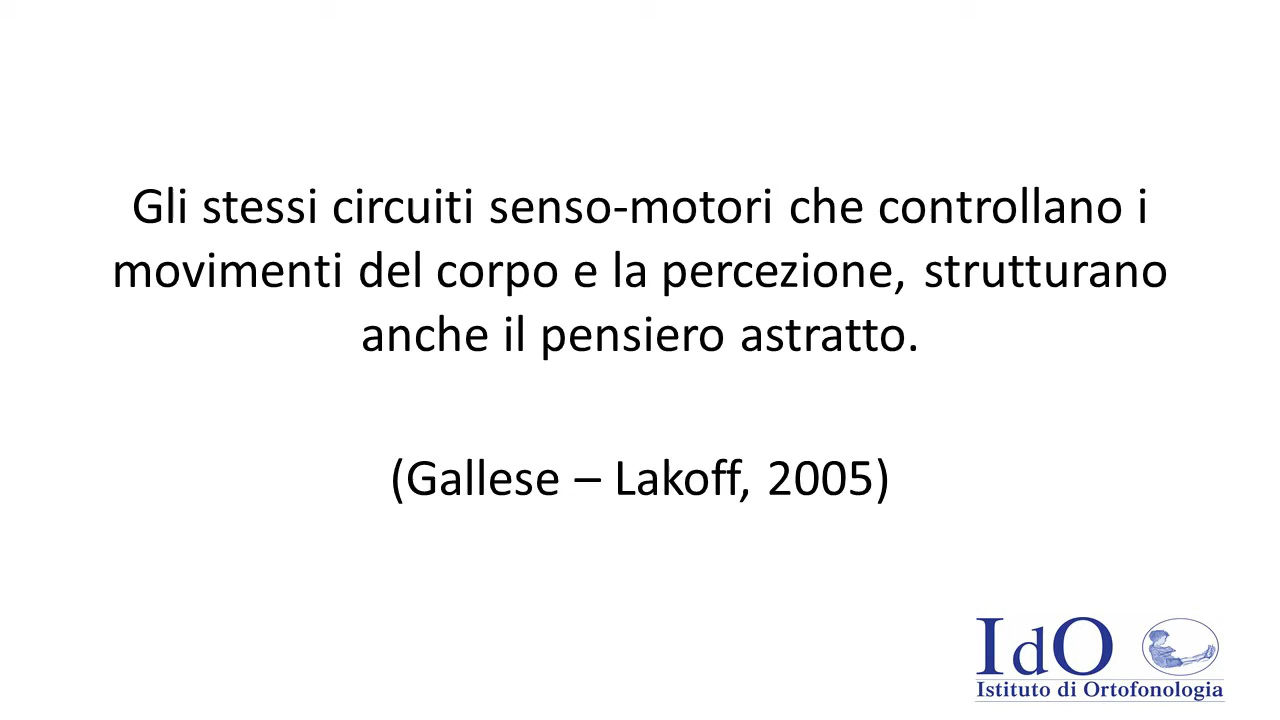 Gli stessi circuiti senso-motori che controllano i
movimenti del corpo e la percezione, strutturano
anche il pensiero astratto.
(Gallese – Lakoff, 2005)
IdO
Istituto di Ortofonologia